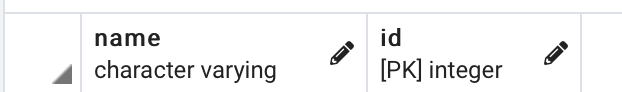 name
character varying
id
[PK] integer